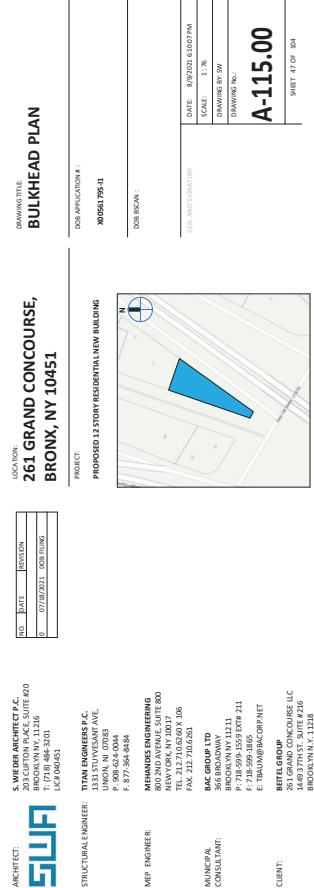 ARCHITECT:
SWA
S. WIEDER ARCHITECT P.C.
203 CLIFTON PLACE, SUITE #20
BROOKLYN NY, 11216
T: (718) 484-3201
LIC# 040451
STRUCTURAL ENGINEER:
TITAN ENGINEERS P.C.
1331 STUYVESANT AVE,
UNION, NJ 07083
P. 908-624-0044
F. 877-364-8484
MEP ENGINEER:
MEHANDES ENGINEERING
800 2ND AVENUE, SUITE 800
NEW YORK, NY 10017
TEL. 212.710.6260 X 106
FAX. 212.710.6261
MUNICIPAL
CONSULTANT:
BAC GROUP LTD
366 BROADWAY
BROOKLYN NY 11211
P: 718-599-1559 EXT# 211
F: 718-599-1865
E: TBAUM@BACORP.NET
CLIENT:
BEITEL GROUP
261 GRAND CONCOURSE LLC
1449 37TH ST. SUITE #216
BROOKLYN N.Y. 11218
NO. DATE REVISION
0 07/18/2021 DOB FILING
LOCATION:
261 GRAND CONCOURSE,
BRONX, NY 10451
PROJECT:
PROPOSED 12 STORY RESIDENTIAL NEW BUILDING
N
DRAWING TITLE:
BULKHEAD PLAN
DOB APPLICATION # :
X00561795-I1
DOB BSCAN :
SEAL AND SIGNATURE
DATE: 8/9/2021 6:10:07 PM
SCALE: 1 : 76
DRAWING BY: SW
DRAWING No.:
A-115.00
SHEET 47 OF 104